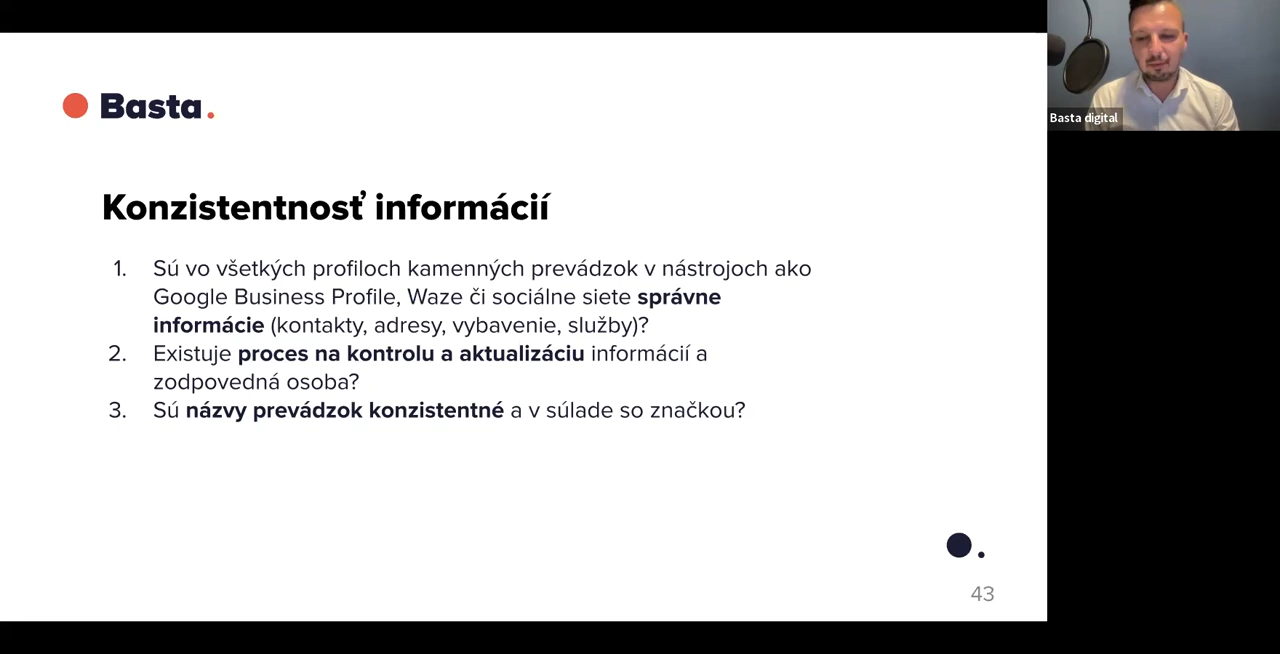 Basta.
Basta digital
Konzistentnosť informácií
1. Sú vo všetkých profiloch kamenných prevádzok v nástrojoch ako
Google Business Profile, Waze či sociálne siete správne
informácie (kontakty, adresy, vybavenie, služby)?
2. Existuje proces na kontrolu a aktualizáciu informácií a
zodpovedná osoba?
3. Sú názvy prevádzok konzistentné a v súlade so značkou?
43